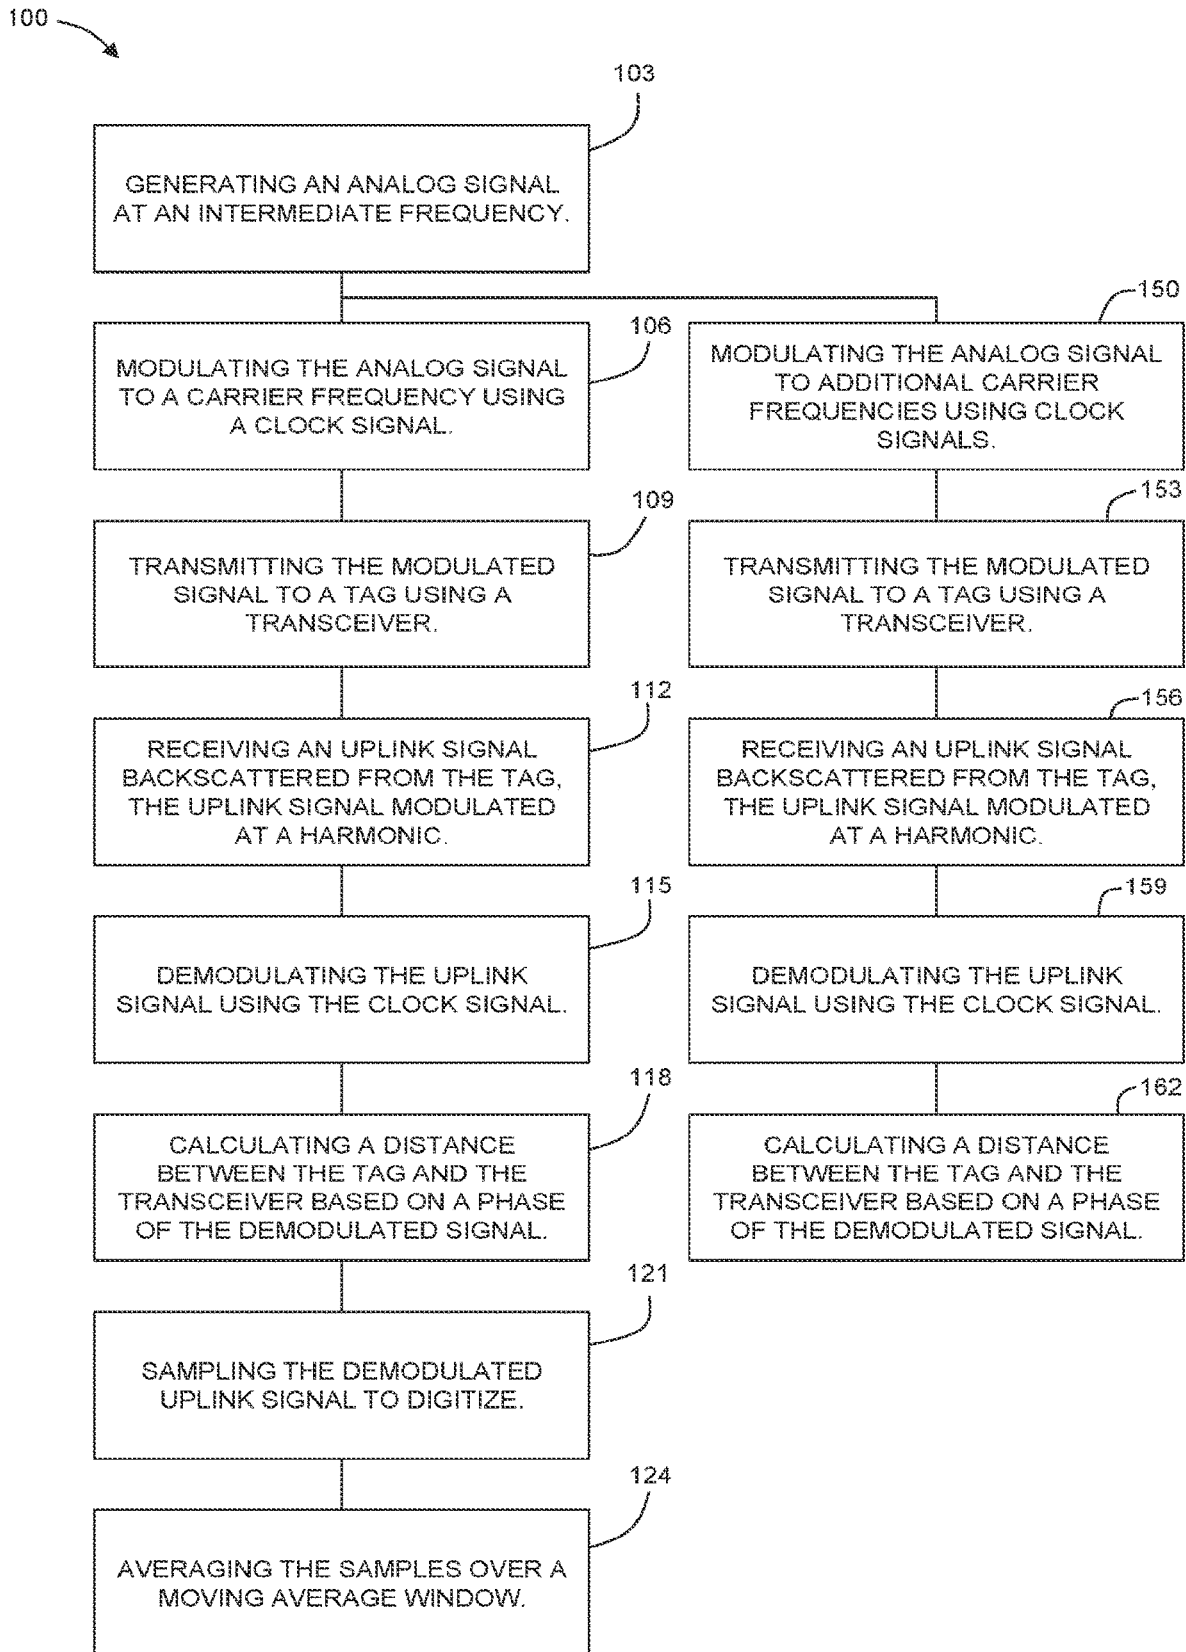 100
103
GENERATING AN ANALOG SIGNAL
AT AN INTERMEDIATE FREQUENCY.
106
MODULATING THE ANALOG SIGNAL
TO A CARRIER FREQUENCY USING
A CLOCK SIGNAL.
150
MODULATING THE ANALOG SIGNAL
TO ADDITIONAL CARRIER
FREQUENCIES USING CLOCK
SIGNALS.
109
TRANSMITTING THE MODULATED
SIGNAL TO A TAG USING A
TRANSCEIVER.
153
TRANSMITTING THE MODULATED
SIGNAL TO A TAG USING A
TRANSCEIVER.
112
RECEIVING AN UPLINK SIGNAL
BACKSCATTERED FROM THE TAG,
THE UPLINK SIGNAL MODULATED
AT A HARMONIC.
156
RECEIVING AN UPLINK SIGNAL
BACKSCATTERED FROM THE TAG,
THE UPLINK SIGNAL MODULATED
AT A HARMONIC.
115
DEMODULATING THE UPLINK
SIGNAL USING THE CLOCK SIGNAL.
159
DEMODULATING THE UPLINK
SIGNAL USING THE CLOCK SIGNAL.
118
CALCULATING A DISTANCE
BETWEEN THE TAG AND THE
TRANSCEIVER BASED ON A PHASE
OF THE DEMODULATED SIGNAL.
162
CALCULATING A DISTANCE
BETWEEN THE TAG AND THE
TRANSCEIVER BASED ON A PHASE
OF THE DEMODULATED SIGNAL.
121
SAMPLING THE DEMODULATED
UPLINK SIGNAL TO DIGITIZE.
124
AVERAGING THE SAMPLES OVER A
MOVING AVERAGE WINDOW.